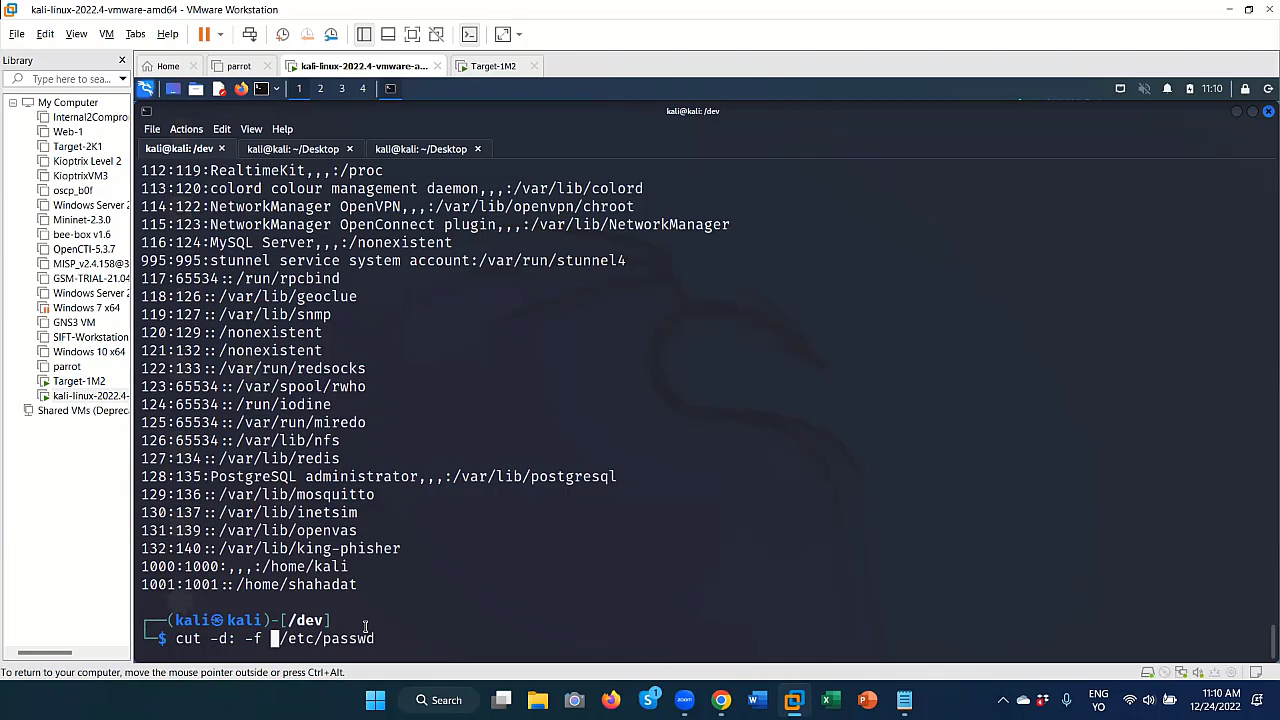 kali-linux-2022.4-vmware-amd64 - VMware Workstation
File Edit View VM Tabs Help
Library
Type here to sea...
My Computer
Internal2Compro
Web-1
Target-2K1
Kioptrix Level 2
KioptrixVM3
oscp_b0f
Windows Server 2
Mininet-2.3.0
bee-box v1.6
OpenCTI-5.3.7
MISP_v2.4.158@3
GSM-TRIAL-21.04
Windows Server 2
Windows 7 x64
GNS3 VM
SIFT-Workstation
Windows 10 x64
parrot
Target-1M2
kali-linux-2022.4-
Shared VMs (Deprec
Home parrot kali-linux-2022.4-vmware-a... Target-1M2
1 2 3 4 11:10
kali@kali: /dev
File Actions Edit View Help
kali@kali: /dev kali@kali: ~/Desktop kali@kali: ~/Desktop
112:119:RealtimeKit,,,:/proc
113:120:colord colour management daemon,,,:/var/lib/colord
114:122:NetworkManager OpenVPN,,,:/var/lib/openvpn/chroot
115:123:NetworkManager OpenConnect plugin,,,:/var/lib/NetworkManager
116:124:MySQL Server,,,:/nonexistent
995:995:stunnel service system account:/var/run/stunnel4
117:65534::/run/rpcbind
118:126::/var/lib/geoclue
119:127::/var/lib/snmp
120:129::/nonexistent
121:132::/nonexistent
122:133::/var/run/redsocks
123:65534::/var/spool/rwho
124:65534::/run/iodine
125:65534::/var/run/miredo
126:65534::/var/lib/nfs
127:134::/var/lib/redis
128:135:PostgreSQL administrator,,,:/var/lib/postgresql
129:136::/var/lib/mosquitto
130:137::/var/lib/inetsim
131:139::/var/lib/openvas
132:140::/var/lib/king-phisher
1000:1000:,,,:/home/kali
1001:1001::/home/shahadat
(kali㉿kali)-[/dev]
$ cut -d: -f /etc/passwd
To return to your computer, move the mouse pointer outside or press Ctrl+Alt.
Search
1
zoom
ENG
YO
11:10 AM
12/24/2022